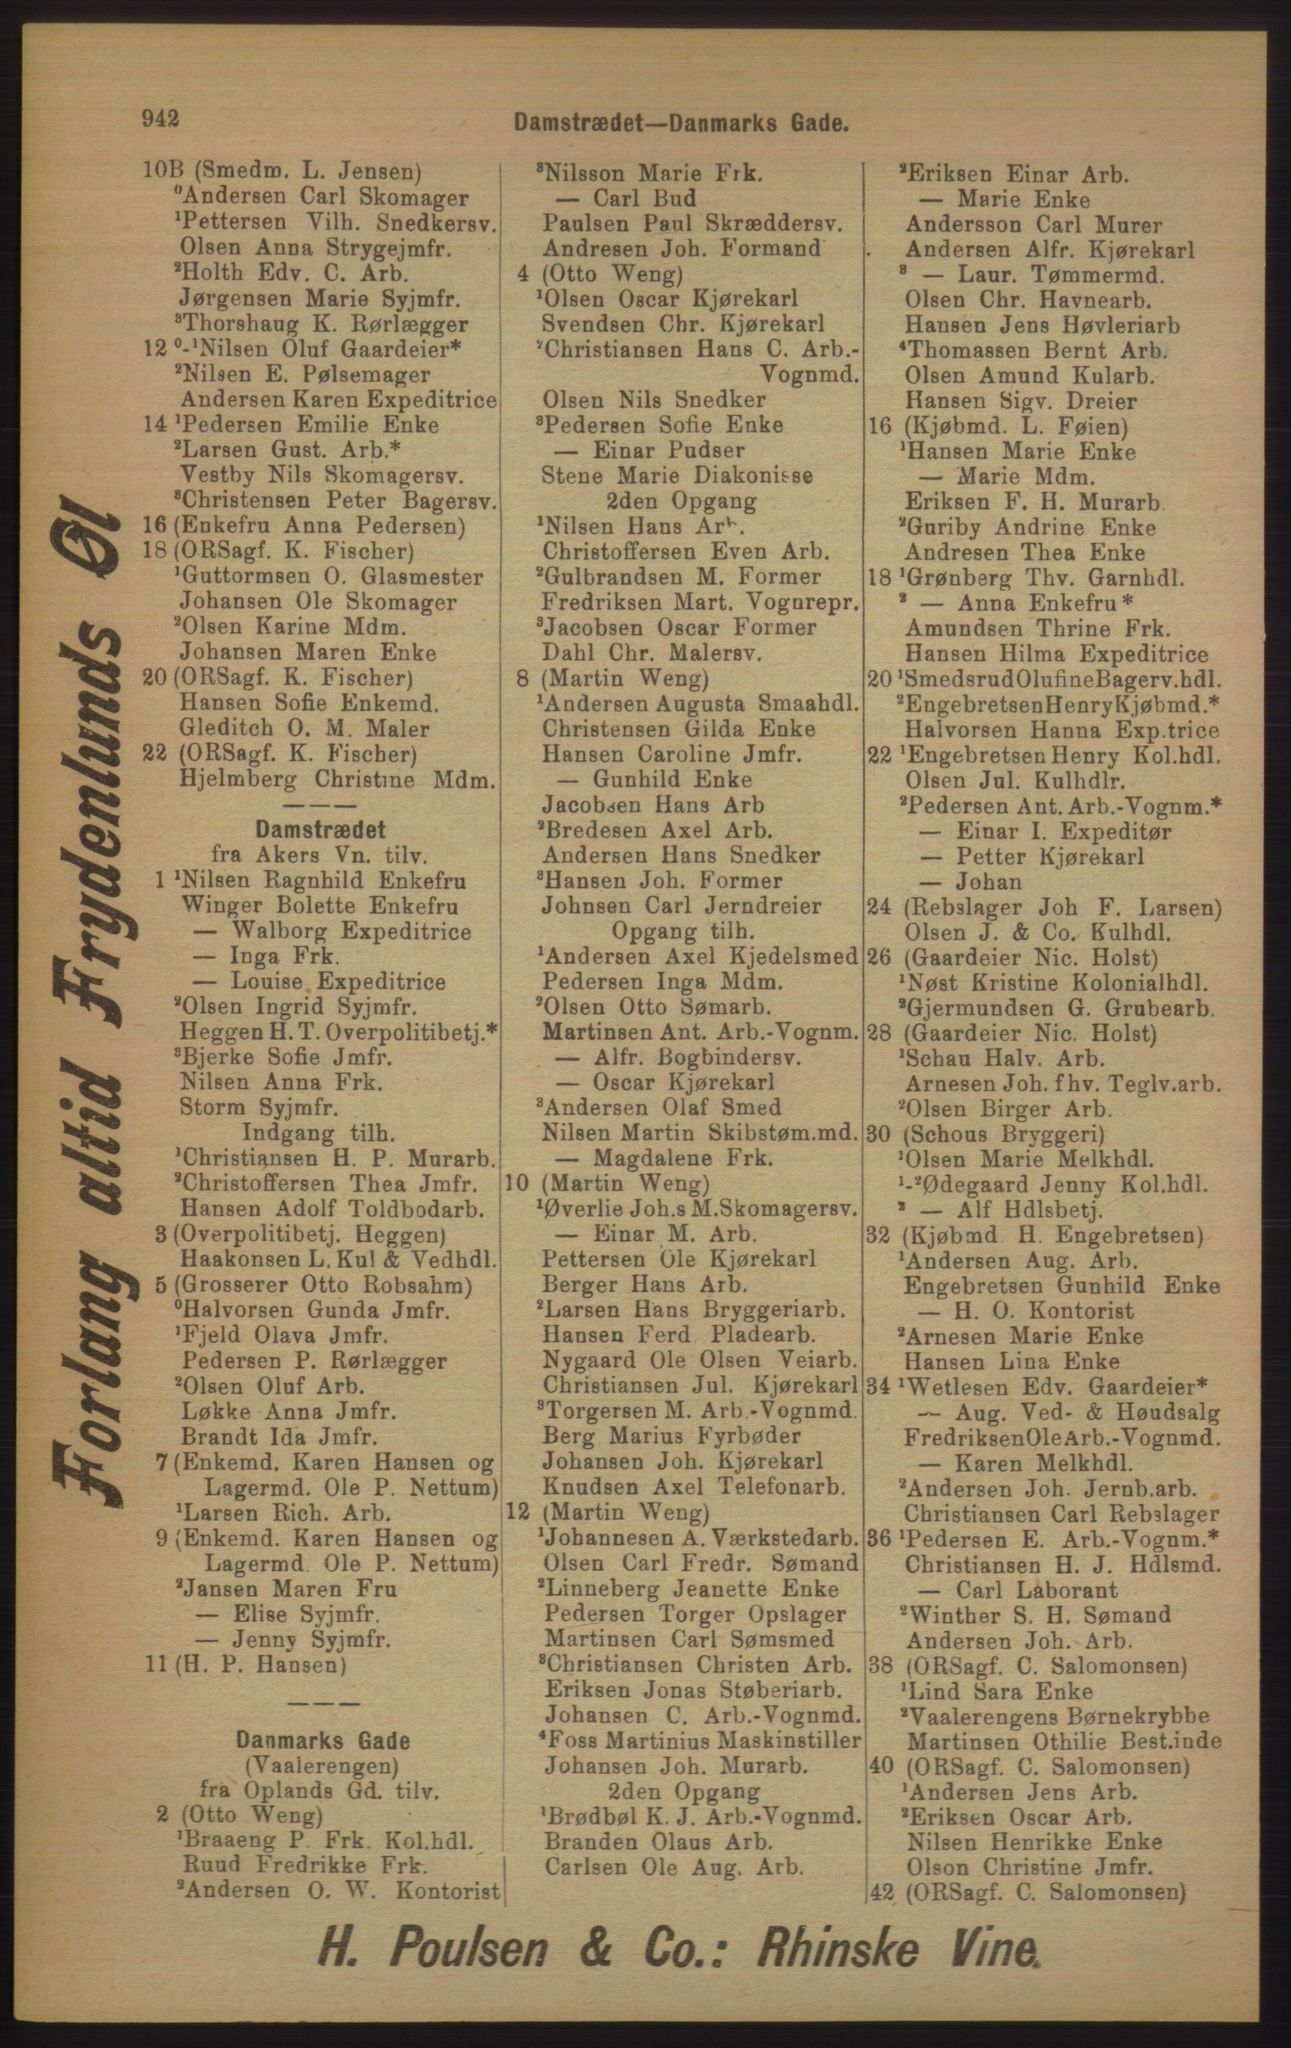 942
Damstrædet—Danmarks Gade.
10B (Smedm. L. Jensen)
⁰Andersen Carl Skomager
¹Pettersen Vilh. Snedkersv.
Olsen Anna Strygejmfr.
²Holth Edv. C. Arb.
Jørgensen Marie Syjmfr.
³Thorshaug K. Rørlægger
12 ⁰-¹Nilsen Oluf Gaardeier*
²Nilsen E. Pølsemager
Andersen Karen Expeditrice
14 ¹Pedersen Emilie Enke
²Larsen Gust. Arb.*
Vestby Nils Skomagersv.
³Christensen Peter Bagersv.
16 (Enkefru Anna Pedersen)
18 (ORSagf. K. Fischer)
¹Guttormsen O. Glasmester
Johansen Ole Skomager
²Olsen Karine Mdm.
Johansen Maren Enke
20 (ORSagf. K. Fischer)
Hansen Sofie Enkemd.
Gleditch O. M. Maler
22 (ORSagf. K. Fischer)
Hjelmberg Christine Mdm.
———
Damstrædet
fra Akers Vn. tilv.
1 ¹Nilsen Ragnhild Enkefru
Winger Bolette Enkefru
— Walborg Expeditrice
— Inga Frk.
— Louise Expeditrice
²Olsen Ingrid Syjmfr.
Heggen H. T. Overpolitibetj.*
³Bjerke Sofie Jmfr.
Nilsen Anna Frk.
Storm Syjmfr.
Indgang tilh.
¹Christiansen H. P. Murarb.
²Christoffersen Thea Jmfr.
Hansen Adolf Toldbodarb.
3 (Overpolitibetj. Heggen)
Haakonsen L. Kul & Vedhdl.
5 (Grosserer Otto Robsahm)
⁰Halvorsen Gunda Jmfr.
¹Fjeld Olava Jmfr.
Pedersen P. Rørlægger
²Olsen Oluf Arb.
Løkke Anna Jmfr.
Brandt Ida Jmfr.
7 (Enkemd. Karen Hansen og
Lagermd. Ole P. Nettum)
¹Larsen Rich. Arb.
9 (Enkemd. Karen Hansen og
Lagermd. Ole P. Nettum)
²Jansen Maren Fru
— Elise Syjmfr.
— Jenny Syjmfr.
11 (H. P. Hansen)
———
Danmarks Gade
(Vaalerengen)
fra Oplands Gd. tilv.
2 (Otto Weng)
¹Braaeng P. Frk. Kol.hdl.
Ruud Fredrikke Frk.
²Andersen O. W. Kontorist
³Nilsson Marie Frk.
— Carl Bud
Paulsen Paul Skræddersv.
Andresen Joh. Formand
4 (Otto Weng)
¹Olsen Oscar Kjørekarl
Svendsen Chr. Kjørekarl
²Christiansen Hans C. Arb.-
Vognmd.
Olsen Nils Snedker
³Pedersen Sofie Enke
— Einar Pudser
Stene Marie Diakonisse
2den Opgang
¹Nilsen Hans Arb.
Christoffersen Even Arb.
²Gulbrandsen M. Former
Fredriksen Mart. Vognrepr.
³Jacobsen Oscar Former
Dahl Chr. Malersv.
8 (Martin Weng)
¹Andersen Augusta Smaahdl.
Christensen Gilda Enke
Hansen Caroline Jmfr.
— Gunhild Enke
Jacobsen Hans Arb
²Bredesen Axel Arb.
Andersen Hans Snedker
³Hansen Joh. Former
Johnsen Carl Jerndreier
Opgang tilh.
¹Andersen Axel Kjedelsmed
Pedersen Inga Mdm.
²Olsen Otto Sømarb.
Martinsen Ant. Arb.-Vognm.
— Alfr. Bogbindersv.
— Oscar Kjørekarl
³Andersen Olaf Smed
Nilsen Martin Skibstøm.md.
— Magdalene Frk.
10 (Martin Weng)
¹Øverlie Joh.s M. Skomagersv.
— Einar M. Arb.
Pettersen Ole Kjørekarl
Berger Hans Arb.
²Larsen Hans Bryggeriarb.
Hansen Ferd. Pladearb.
Nygaard Ole Olsen Veiarb.
Christiansen Jul. Kjørekarl
³Torgersen M. Arb.-Vognmd.
Berg Marius Fyrbøder
Johansen Joh. Kjørekarl
Knudsen Axel Telefonarb.
12 (Martin Weng)
¹Johannesen A. Værkstedarb.
Olsen Carl Fredr. Sømand
²Linneberg Jeanette Enke
Pedersen Torger Opslager
Martinsen Carl Sømsmed
³Christiansen Christen Arb.
Eriksen Jonas Støberiarb.
Johansen C. Arb.-Vognmd.
⁴Foss Martinius Maskinstiller
Johansen Joh. Murarb.
2den Opgang
¹Brødbøl K. J. Arb.-Vognmd.
Branden Olaus Arb.
Carlsen Ole Aug. Arb.
²Eriksen Einar Arb.
— Marie Enke
Andersson Carl Murer
Andersen Alfr. Kjørekarl
³ — Laur. Tømmermd.
Olsen Chr. Havnearb.
Hansen Jens Høvleriarb
⁴Thomassen Bernt Arb.
Olsen Amund Kularb.
Hansen Sigv. Dreier
16 (Kjøbmd. L. Føien)
¹Hansen Marie Enke
— Marie Mdm.
Eriksen F. H. Murarb.
²Guriby Andrine Enke
Andresen Thea Enke
18 ¹Grønberg Thv. Garnhdl.
² — Anna Enkefru*
Amundsen Thrine Frk.
Hansen Hilma Expeditrice
20 ¹Smedsrud Olufine Bagerv.hdl.
²Engebretsen Henry Kjøbmd.*
Halvorsen Hanna Exp.trice
22 ¹Engebretsen Henry Kol.hdl.
Olsen Jul. Kulhdlr.
²Pedersen Ant. Arb.-Vognm.*
— Einar I. Expeditør
— Petter Kjørekarl
— Johan
24 (Rebslager Joh F. Larsen)
Olsen J. & Co. Kulhdl.
26 (Gaardeier Nic. Holst)
¹Nøst Kristine Kolonialhdl.
²Gjermundsen G. Grubearb.
28 (Gaardeier Nic. Holst)
¹Schau Halv. Arb.
Arnesen Joh. fhv. Teglv.arb.
²Olsen Birger Arb.
30 (Schous Bryggeri)
¹Olsen Marie Melkhdl.
¹-²Ødegaard Jenny Kol.hdl.
² — Alf Hdlsbetj.
32 (Kjøbmd. H. Engebretsen)
¹Andersen Aug. Arb.
Engebretsen Gunhild Enke
— H. O. Kontorist
²Arnesen Marie Enke
Hansen Lina Enke
34 ¹Wetlesen Edv. Gaardeier*
— Aug. Ved- & Høudsalg
Fredriksen Ole Arb.-Vognmd.
— Karen Melkhdl.
²Andersen Joh. Jernb.arb.
Christiansen Carl Rebslager
36 ¹Pedersen E. Arb.-Vognm.*
Christiansen H. J. Hdlsmd.
— Carl Laborant
²Winther S. H. Sømand
Andersen Joh. Arb.
38 (ORSagf. C. Salomonsen)
¹Lind Sara Enke
²Vaalerengens Børnekrybbe
Martinsen Othilie Best.inde
40 (ORSagf. C. Salomonsen)
¹Andersen Jens Arb.
²Eriksen Oscar Arb.
Nilsen Henrikke Enke
Olson Christine Jmfr.
42 (ORSagf. C. Salomonsen)
Forlang altid Frydenlunds Øl
H. Poulsen & Co.: Rhinske Vine.